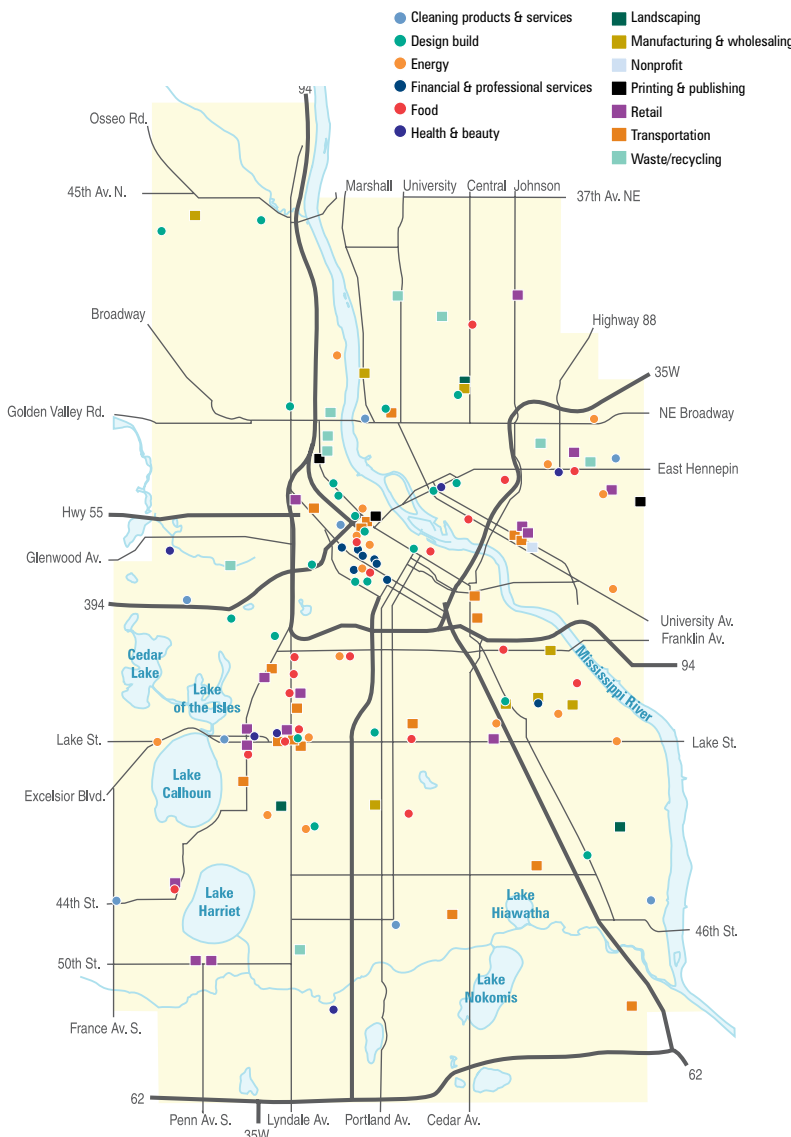 Cleaning products & services
Design build
Energy
Financial & professional services
Food
Health & beauty
Landscaping
Manufacturing & wholesaling
Nonprofit
Printing & publishing
Retail
Transportation
Waste/recycling
94
Osseo Rd.
45th Av. N.
Marshall
University
Central
Johnson
37th Av. NE
Broadway
Highway 88
35W
Golden Valley Rd.
NE Broadway
East Hennepin
Hwy 55
Glenwood Av.
394
University Av.
Franklin Av.
94
Cedar
Lake
Lake
of the Isles
Mississippi River
Lake St.
Lake St.
Lake
Calhoun
Excelsior Blvd.
44th St.
Lake
Harriet
Lake
Hiawatha
46th St.
50th St.
Lake
Nokomis
France Av. S.
62
62
Penn Av. S.
35W
Lyndale Av.
Portland Av.
Cedar Av.